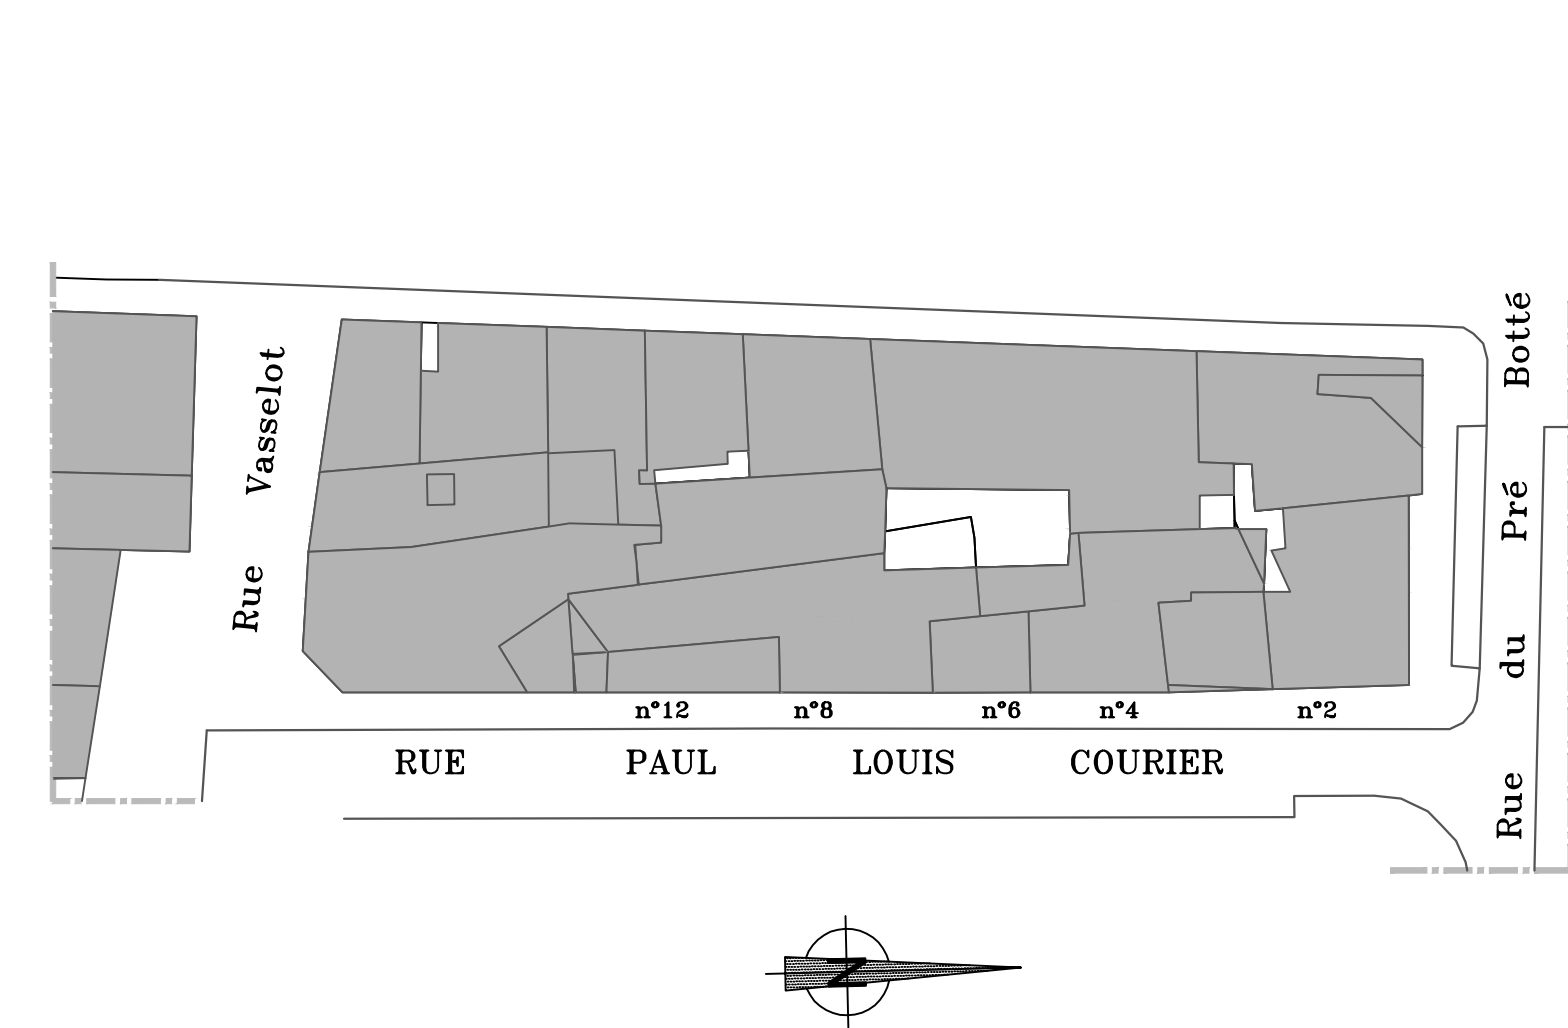 Rue Vasselot
Rue du Pré Botté
n°12 n°8 n°6 n°4 n°2
RUE PAUL LOUIS COURIER
N